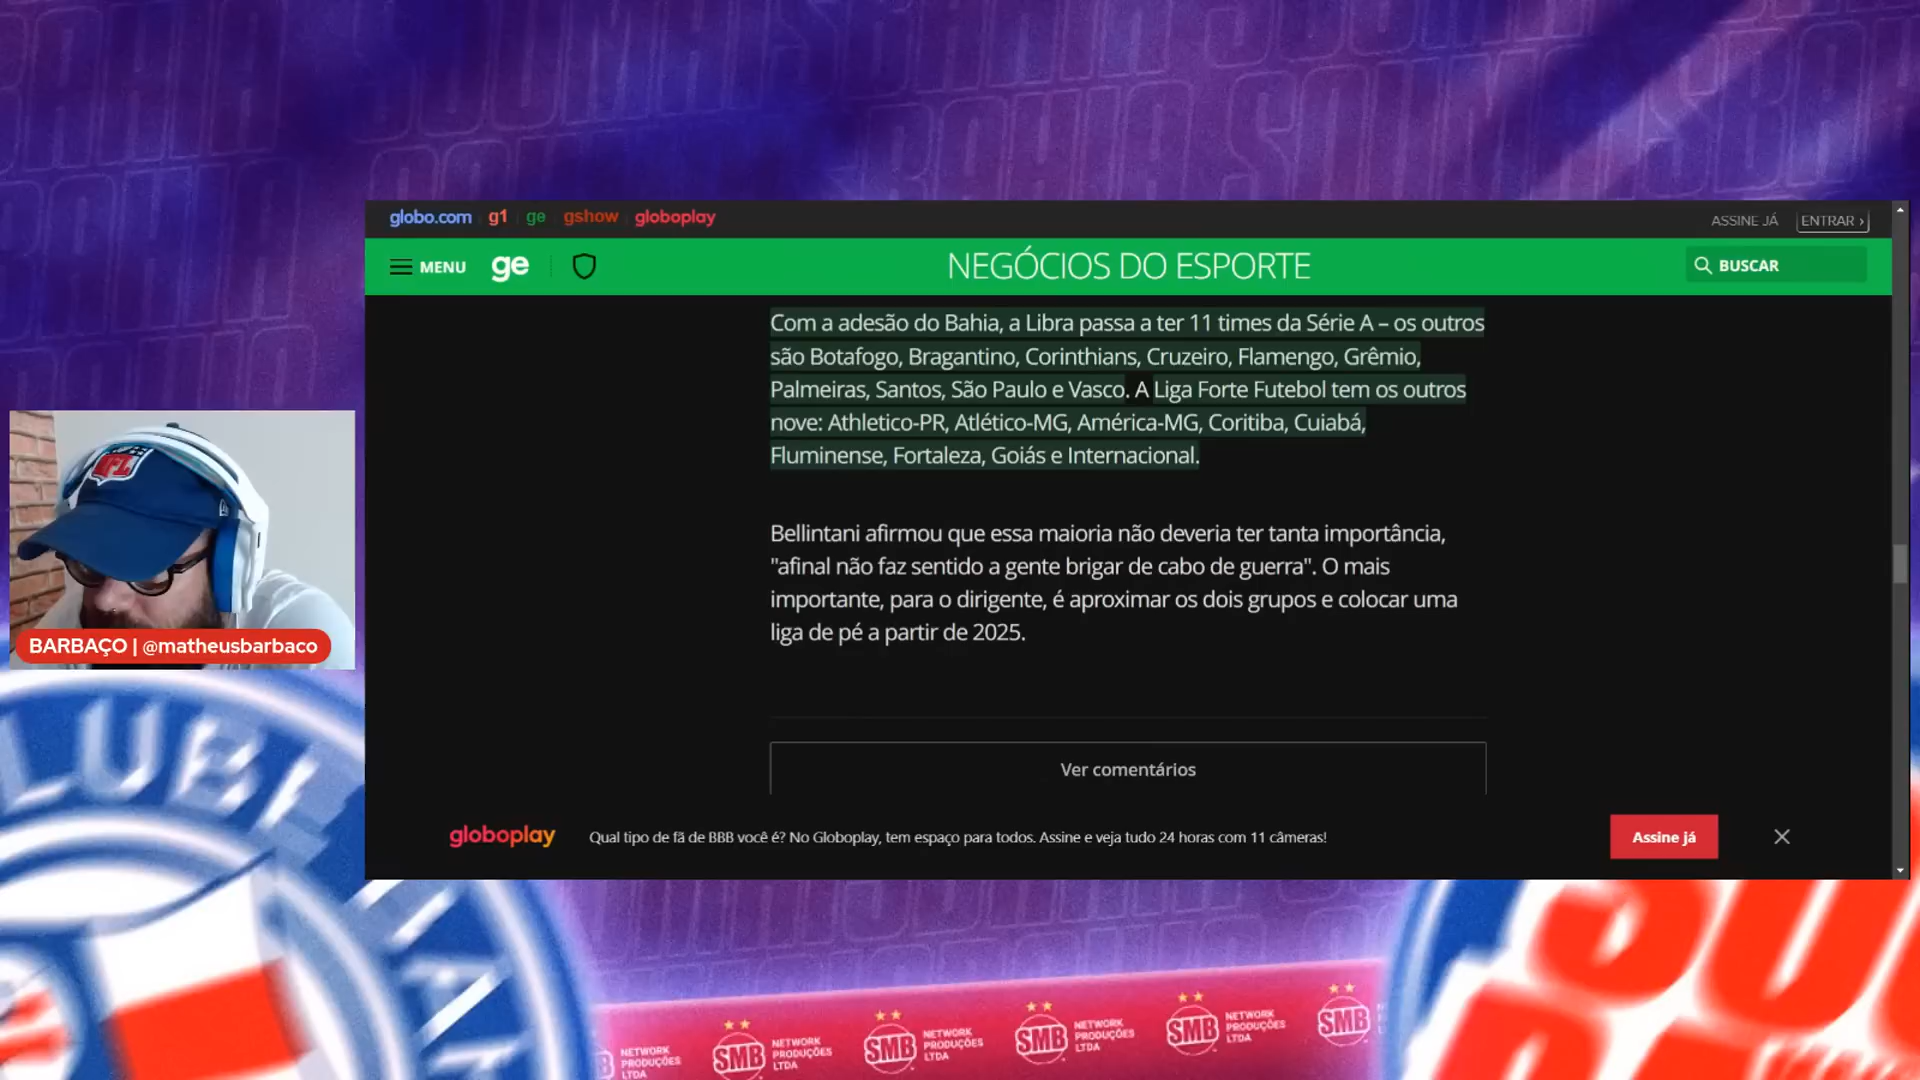 globo.com g1 ge gshow globoplay
ASSINE JÁ ENTRAR ›
MENU ge NEGÓCIOS DO ESPORTE BUSCAR
Com a adesão do Bahia, a Libra passa a ter 11 times da Série A – os outros
são Botafogo, Bragantino, Corinthians, Cruzeiro, Flamengo, Grêmio,
Palmeiras, Santos, São Paulo e Vasco. A Liga Forte Futebol tem os outros
nove: Athletico-PR, Atlético-MG, América-MG, Coritiba, Cuiabá,
Fluminense, Fortaleza, Goiás e Internacional.
Bellintani afirmou que essa maioria não deveria ter tanta importância,
"afinal não faz sentido a gente brigar de cabo de guerra". O mais
importante, para o dirigente, é aproximar os dois grupos e colocar uma
liga de pé a partir de 2025.
NFL
BARBAÇO | @matheusbarbaco
Ver comentários
globoplay Qual tipo de fã de BBB você é? No Globoplay, tem espaço para todos. Assine e veja tudo 24 horas com 11 câmeras! Assine já
SMB NETWORK PRODUÇÕES LTDA
SMB NETWORK PRODUÇÕES LTDA
SMB NETWORK PRODUÇÕES LTDA
SMB NETWORK PRODUÇÕES LTDA
SMB